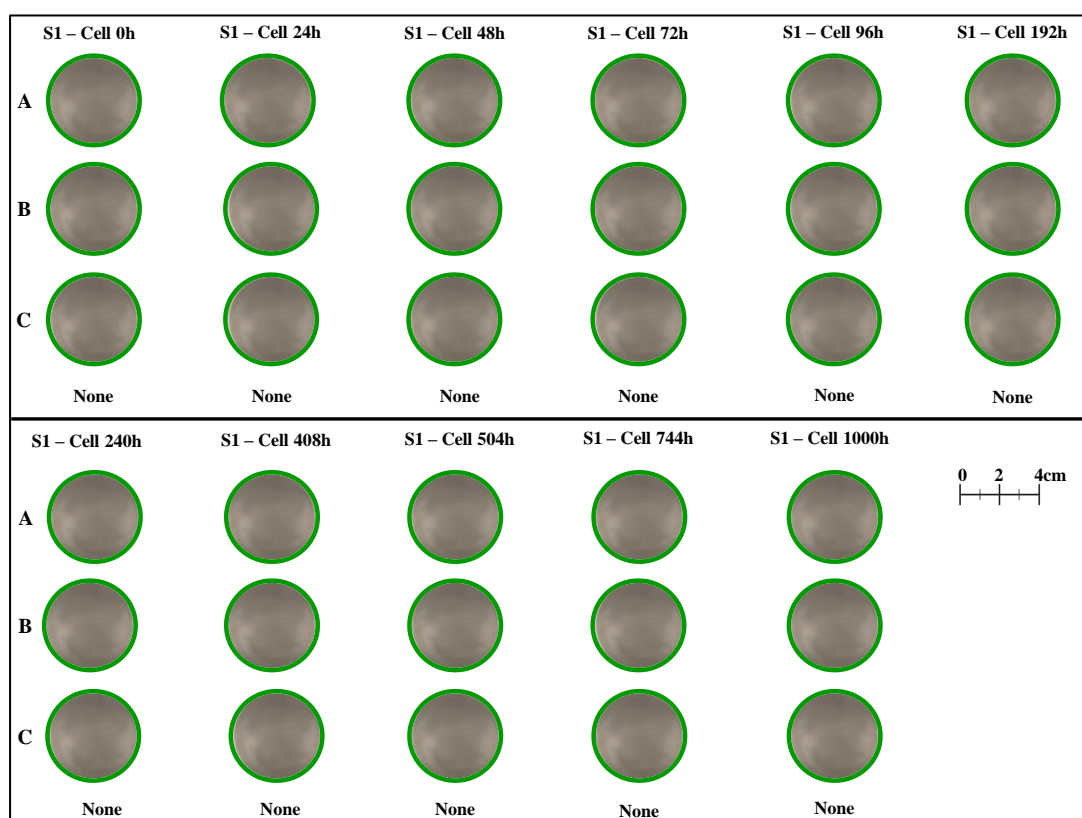 S1 – Cell 0h S1 – Cell 24h S1 – Cell 48h S1 – Cell 72h S1 – Cell 96h S1 – Cell 192h
A
B
C
None None None None None None
S1 – Cell 240h S1 – Cell 408h S1 – Cell 504h S1 – Cell 744h S1 – Cell 1000h
0 2 4cm
A
B
C
None None None None None